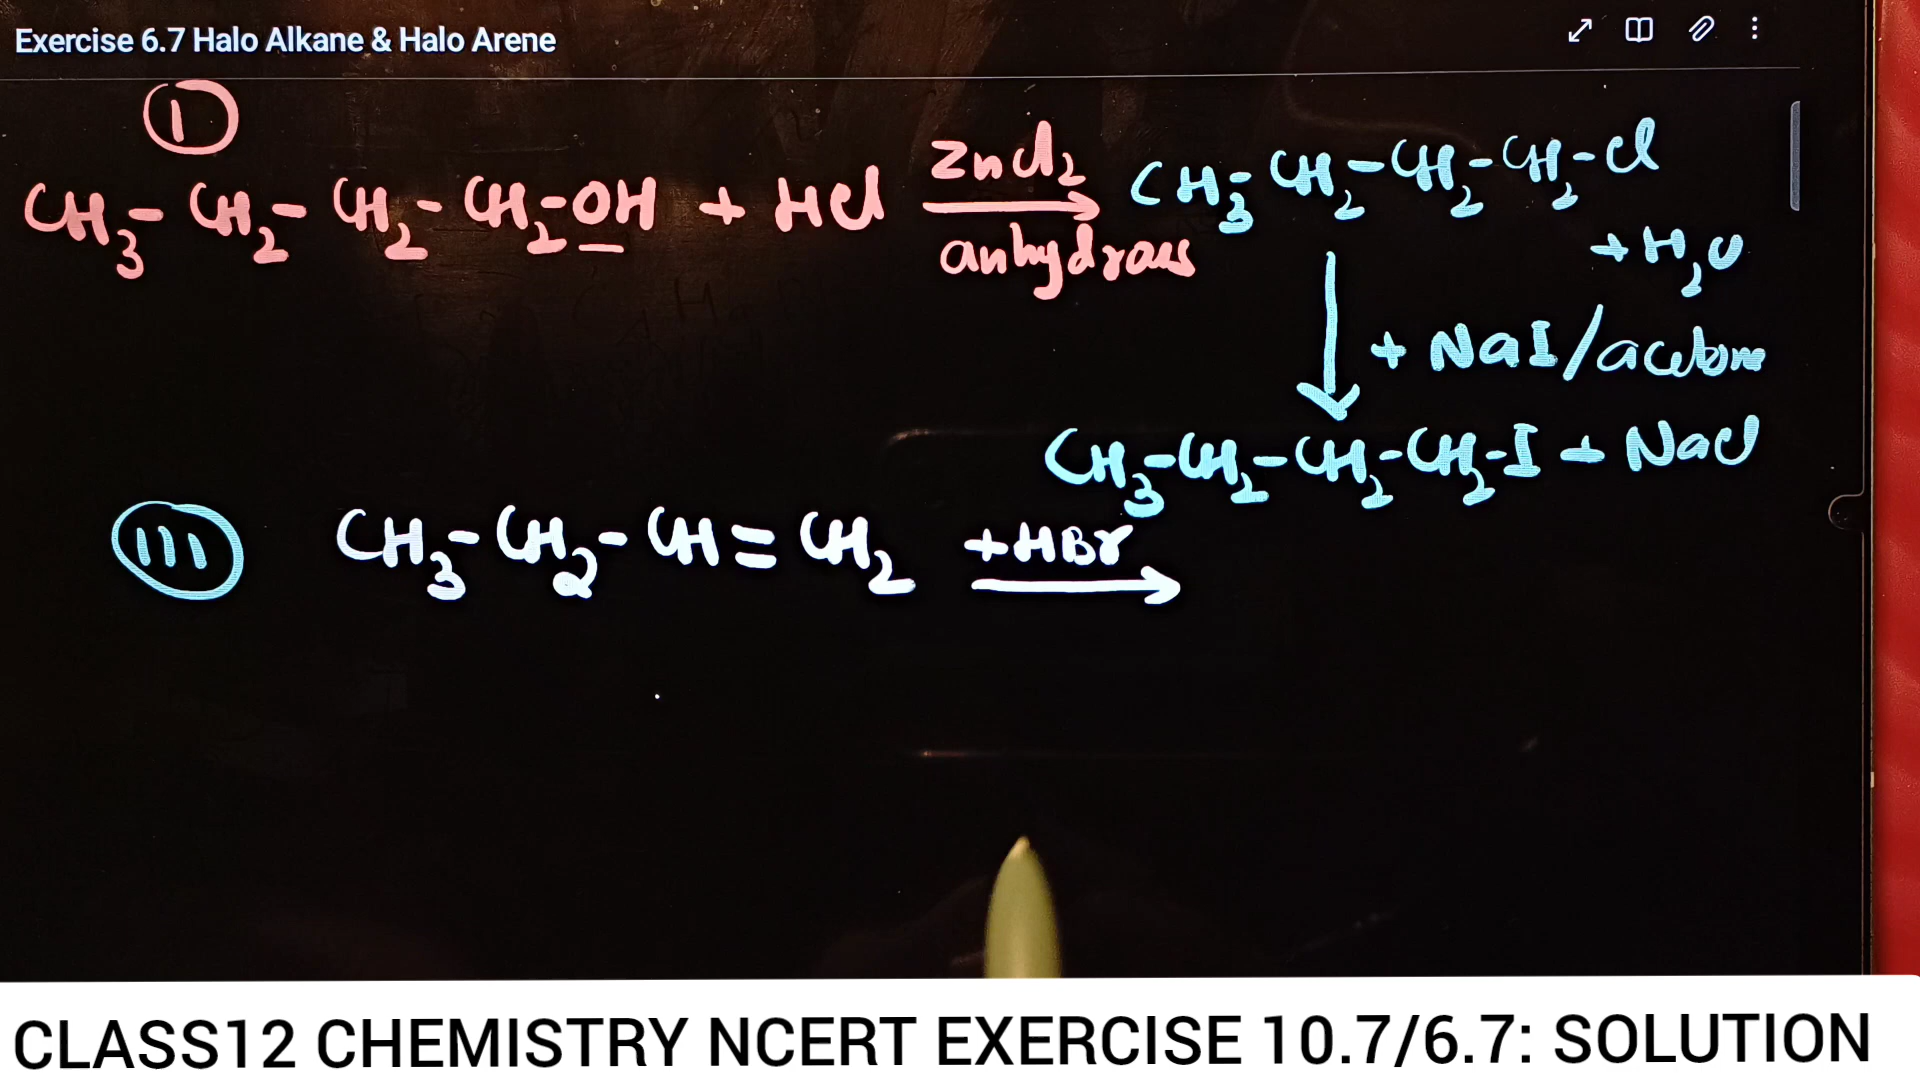 Exercise 6.7 Halo Alkane & Halo Arene
①
CH₃-CH₂-CH₂-CH₂-OH + HCl ZnCl₂ CH₃-CH₂-CH₂-CH₂-Cl
anhydrous + H₂O
+ NaI/acetone
CH₃-CH₂-CH₂-CH₂-I + NaCl
III CH₃-CH₂-CH=CH₂ +HBr →
CLASS12 CHEMISTRY NCERT EXERCISE 10.7/6.7: SOLUTION